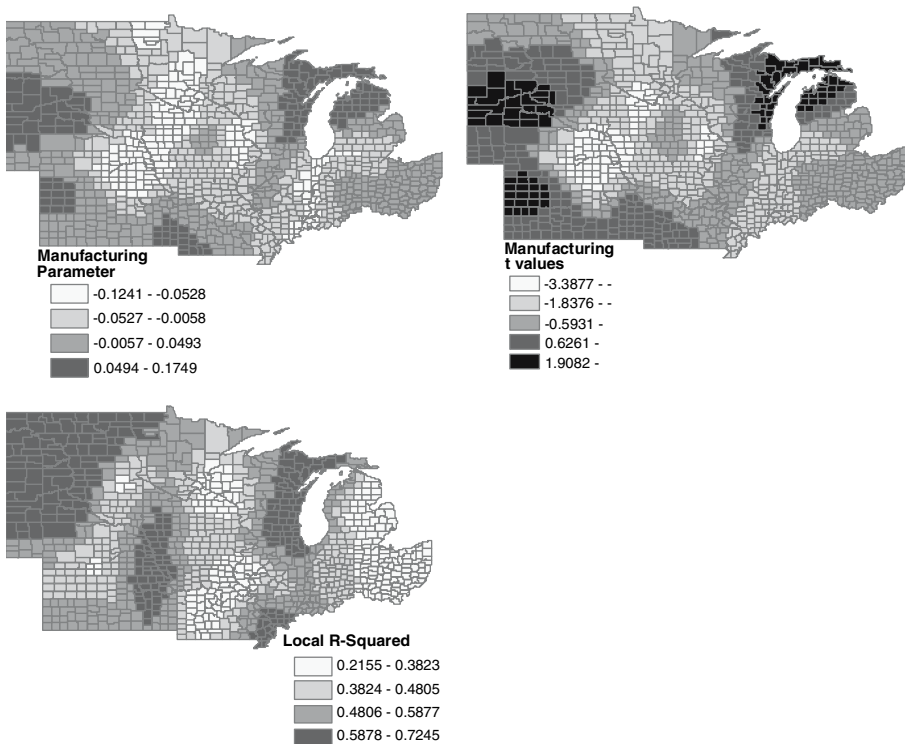 Manufacturing
Parameter
-0.1241 - -0.0528
-0.0527 - -0.0058
-0.0057 - 0.0493
0.0494 - 0.1749
Manufacturing
t values
-3.3877 - -
-1.8376 - -
-0.5931 -
0.6261 -
1.9082 -
Local R-Squared
0.2155 - 0.3823
0.3824 - 0.4805
0.4806 - 0.5877
0.5878 - 0.7245